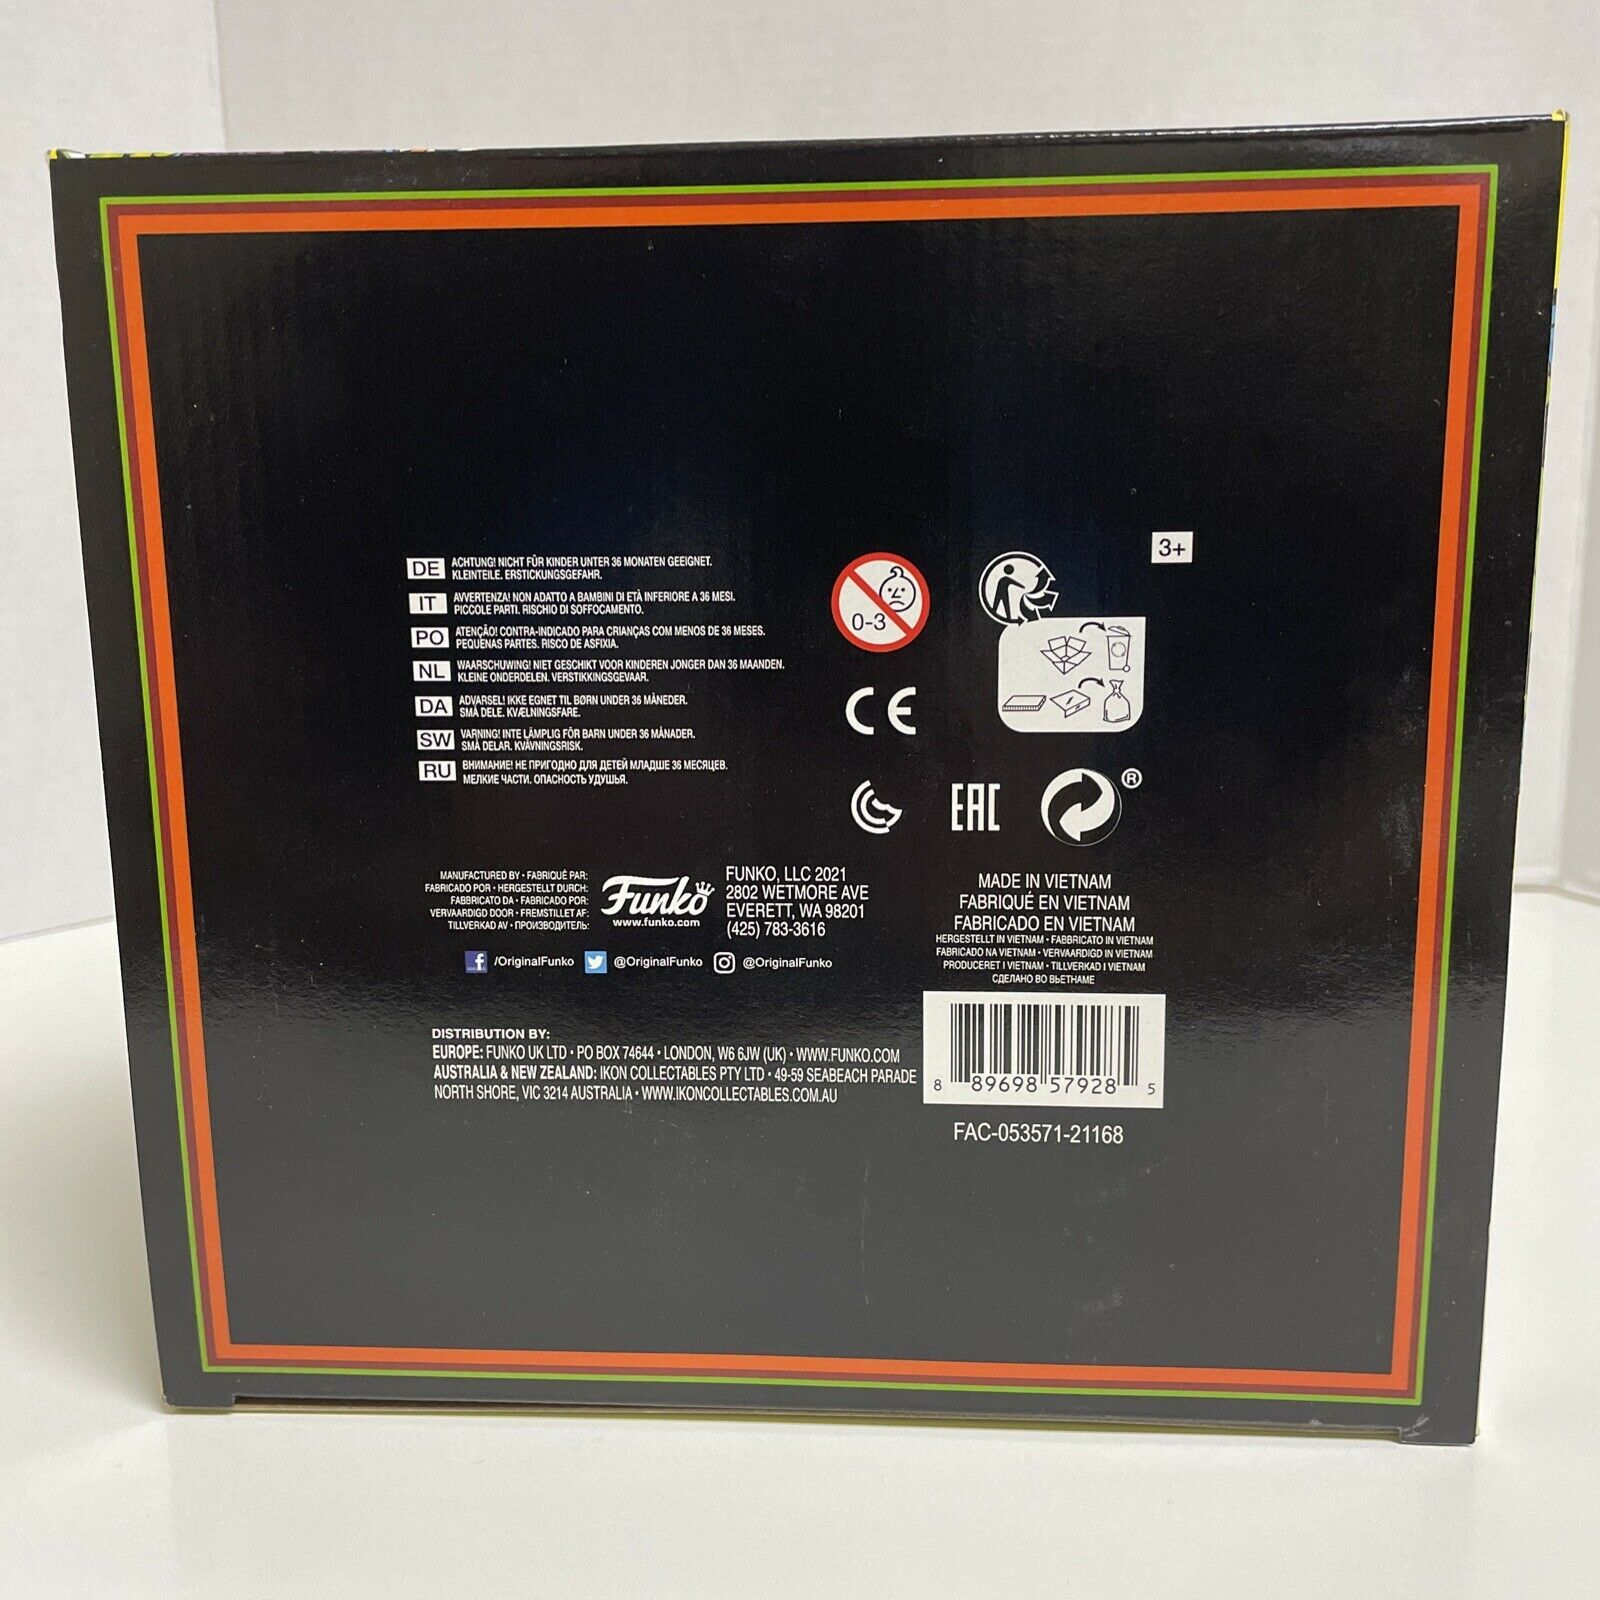 DE ACHTUNG! NICHT FÜR KINDER UNTER 36 MONATEN GEEIGNET.
KLEINTEILE. ERSTICKUNGSGEFAHR.
IT AVVERTENZA! NON ADATTO A BAMBINI DI ETÀ INFERIORE A 36 MESI.
PICCOLE PARTI. RISCHIO DI SOFFOCAMENTO.
PO ATENÇÃO! CONTRA-INDICADO PARA CRIANÇAS COM MENOS DE 36 MESES.
PEQUENAS PARTES. RISCO DE ASFIXIA.
NL WAARSCHUWING! NIET GESCHIKT VOOR KINDEREN JONGER DAN 36 MAANDEN.
KLEINE ONDERDELEN. VERSTIKKINGSGEVAAR.
DA ADVARSEL! IKKE EGNET TIL BØRN UNDER 36 MÅNEDER.
SMÅ DELE. KVÆLNINGSFARE.
SW VARNING! INTE LÄMPLIG FÖR BARN UNDER 36 MÅNADER.
SMÅ DELAR. KVÄVNINGSRISK.
RU ВНИМАНИЕ! НЕ ПРИГОДНО ДЛЯ ДЕТЕЙ МЛАДШЕ 36 МЕСЯЦЕВ.
МЕЛКИЕ ЧАСТИ. ОПАСНОСТЬ УДУШЬЯ.
0-3
3+
CE
EAC
®
MANUFACTURED BY • FABRIQUÉ PAR:
FABRICADO POR • HERGESTELLT DURCH:
FABBRICATO DA • FABRICADO POR:
VERVAARDIGD DOOR • FREMSTILLET AF:
TILLVERKAD AV • ПРОИЗВОДИТЕЛЬ:
Funko
www.funko.com
FUNKO, LLC 2021
2802 WETMORE AVE
EVERETT, WA 98201
(425) 783-3616
f /OriginalFunko @OriginalFunko @OriginalFunko
MADE IN VIETNAM
FABRIQUÉ EN VIETNAM
FABRICADO EN VIETNAM
HERGESTELLT IN VIETNAM • FABBRICATO IN VIETNAM
FABRICADO NA VIETNAM • VERVAARDIGD IN VIETNAM
PRODUCERET I VIETNAM • TILLVERKAD I VIETNAM
СДЕЛАНО ВО ВЬЕТНАМЕ
DISTRIBUTION BY:
EUROPE: FUNKO UK LTD • PO BOX 74644 • LONDON, W6 6JW (UK) • WWW.FUNKO.COM
AUSTRALIA & NEW ZEALAND: IKON COLLECTABLES PTY LTD • 49-59 SEABEACH PARADE
NORTH SHORE, VIC 3214 AUSTRALIA • WWW.IKONCOLLECTABLES.COM.AU
8 89698 57928 5
FAC-053571-21168